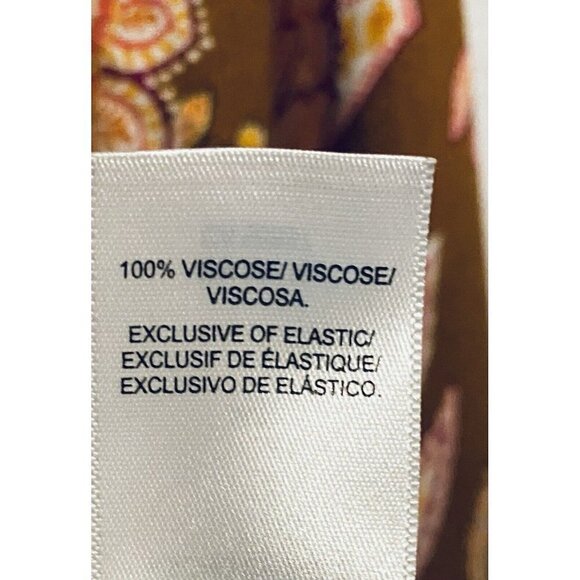 100% VISCOSE/ VISCOSE/
VISCOSA.
EXCLUSIVE OF ELASTIC/
EXCLUSIF DE ÉLASTIQUE/
EXCLUSIVO DE ELÁSTICO.